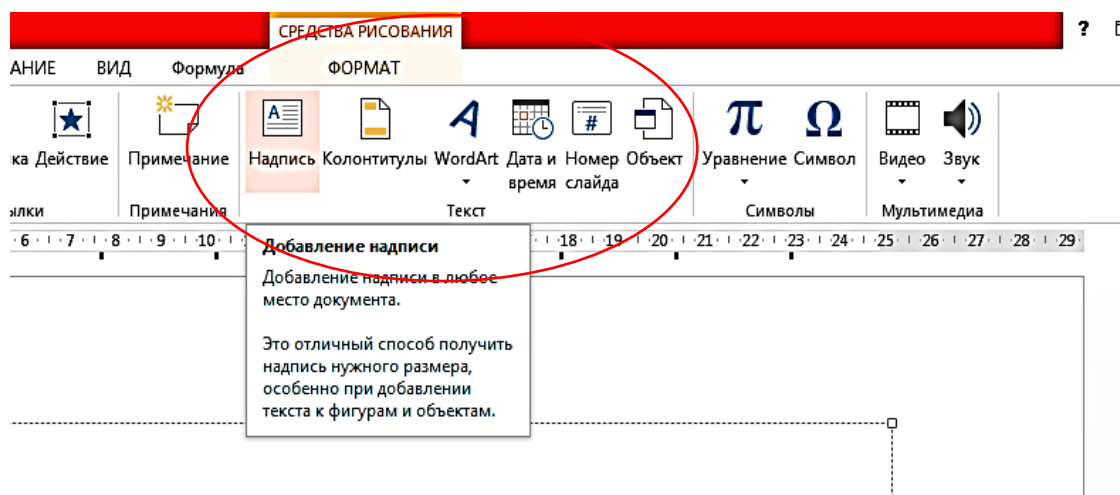 СРЕДСТВА РИСОВАНИЯ
?
АНИЕ ВИД Формула ФОРМАТ
ка Действие Примечание Надпись Колонтитулы WordArt Дата и время Номер слайда Объект Уравнение Символ Видео Звук
ылки Примечания Текст Символы Мультимедиа
6 7 8 9 10 18 19 20 21 22 23 24 25 26 27 28 29
Добавление надписи
Добавление надписи в любое
место документа.
Это отличный способ получить
надпись нужного размера,
особенно при добавлении
текста к фигурам и объектам.